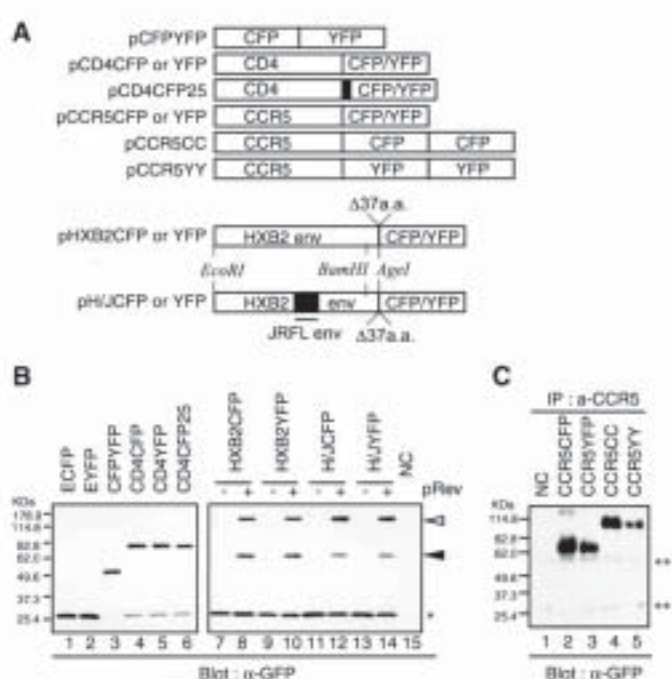 A
pCFPYFP CFP YFP
pCD4CFP or YFP CD4 CFP/YFP
pCD4CFP25 CD4 CFP/YFP
pCCR5CFP or YFP CCR5 CFP/YFP
pCCR5CC CCR5 CFP CFP
pCCR5YY CCR5 YFP YFP
Δ37a.a.
pHXB2CFP or YFP HXB2 env CFP/YFP
EcoRI BamHI AgeI
pH/JCFP or YFP HXB2 env CFP/YFP
JRFL env Δ37a.a.
B
ECFP
EYFP
CFPYFP
CD4CFP
CD4YFP
CD4CFP25
HXB2CFP
HXB2YFP
H/JCFP
H/JYFP
NC
- + - + - + - + pRev
KDa
114.8
82.8
62.0
49.6
37.3
25.4
*
1 2 3 4 5 6 7 8 9 10 11 12 13 14 15
Blot : α-GFP
C
IP : a-CCR5
NC
CCR5CFP
CCR5YFP
CCR5CC
CCR5YY
KDa
114.8
82.8
62.0
49.6
37.3
25.4
**
**
1 2 3 4 5
Blot : α-GFP